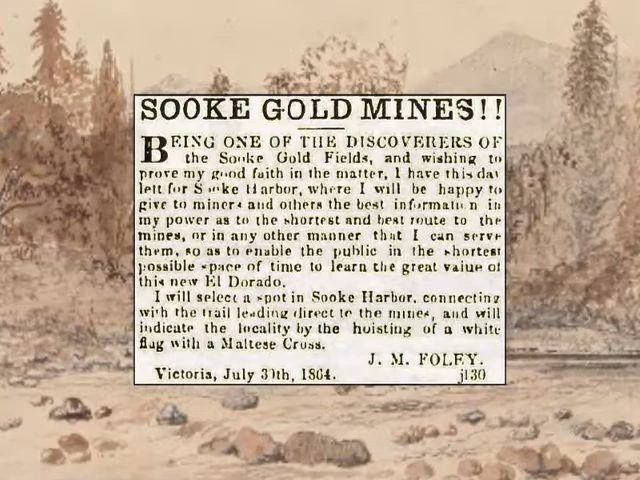 SOOKE GOLD MINES!!
BEING ONE OF THE DISCOVERERS OF
the Sooke Gold Fields, and wishing to
prove my good faith in the matter, I have this day
left for Sooke Harbor, where I will be happy to
give to miners and others the best information in
my power as to the shortest and best route to the
mines, or in any other manner that I can serve
them, so as to enable the public in the shortest
possible space of time to learn the great value of
this new El Dorado.
I will select a spot in Sooke Harbor, connecting
with the trail leading direct to the mines, and will
indicate the locality by the hoisting of a white
flag with a Maltese Cross.
J. M. FOLEY.
Victoria, July 30th, 1864. jl30